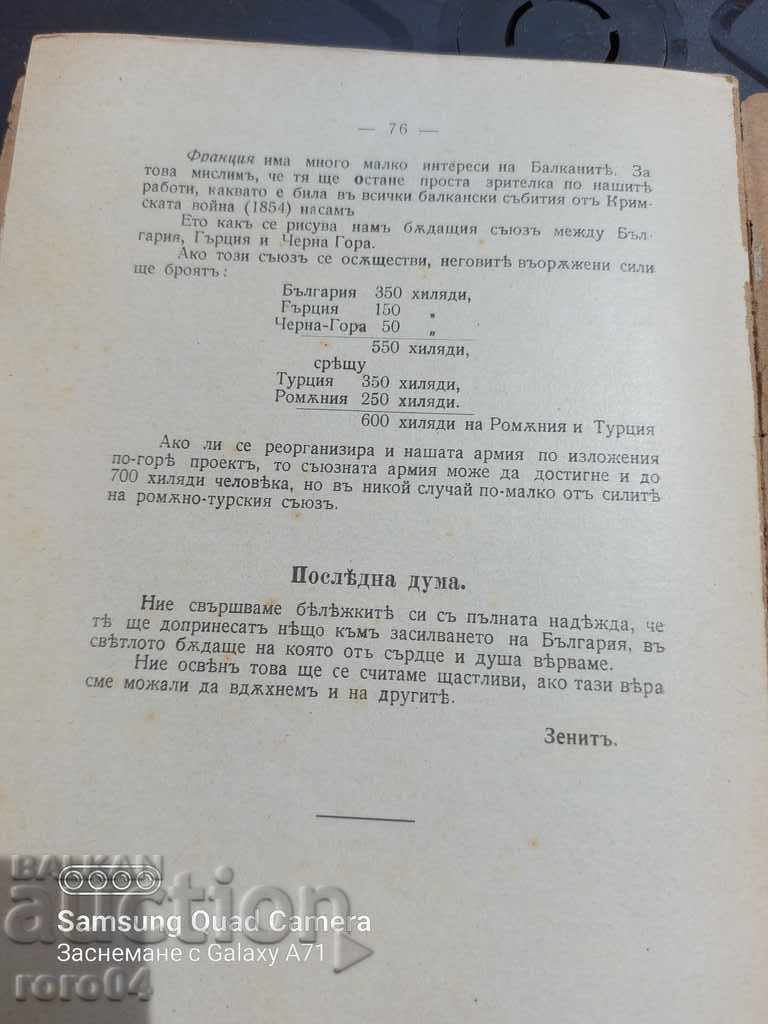 — 76 —
Франция има много малко интереси на Балканитѣ. За
това мислимъ, че тя ще остане проста зрителка по нашитѣ
работи, каквато е била въ всички балкански събития отъ Крим-
ската война (1854) насамъ
Ето какъ се рисува намъ бѫдащия съюзъ между Бъл-
гария, Гърция и Черна Гора.
Ако този съюзъ се осѫществи, неговитѣ въорѫжени сили
ще броятъ:
България 350 хиляди,
Гърция 150 „
Черна-Гора 50 „
550 хиляди,
срѣщу
Турция 350 хиляди,
Ромѫния 250 хиляди.
600 хиляди на Ромѫния и Турция
Ако ли се реорганизира и нашата армия по изложения
по-горѣ проектъ, то съюзната армия може да достигне и до
700 хиляди человѣка, но въ никой случай по-малко отъ силитѣ
на ромѫно-турския съюзъ.
Послѣдна дума.
Ние свършваме бѣлѣжкитѣ си съ пълната надѣжда, че
тѣ ще допринесатъ нѣщо къмъ засилването на България, въ
свѣтлото бѫдаще на която отъ сърдце и душа вѣрваме.
Ние освѣнъ това ще се считаме щастливи, ако тази вѣра
сме можали да вдѫхнемъ и на другитѣ.
Зенитъ.
BALKAN
auction
Samsung Quad Camera
Заснемане с Galaxy A71
roro04